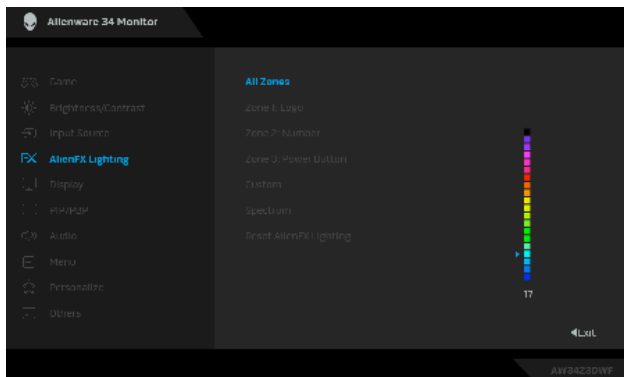 Alienware 34 Monitor
Game
Brightness/Contrast
Input Source
AlienFX Lighting
Display
PIP/PBP
Audio
Menu
Personalize
Others
All Zones
Zone 1: Logo
Zone 2: Number
Zone 3: Power Button
Custom
Spectrum
Reset AlienFX Lighting
17
Exit
AW3423DWF